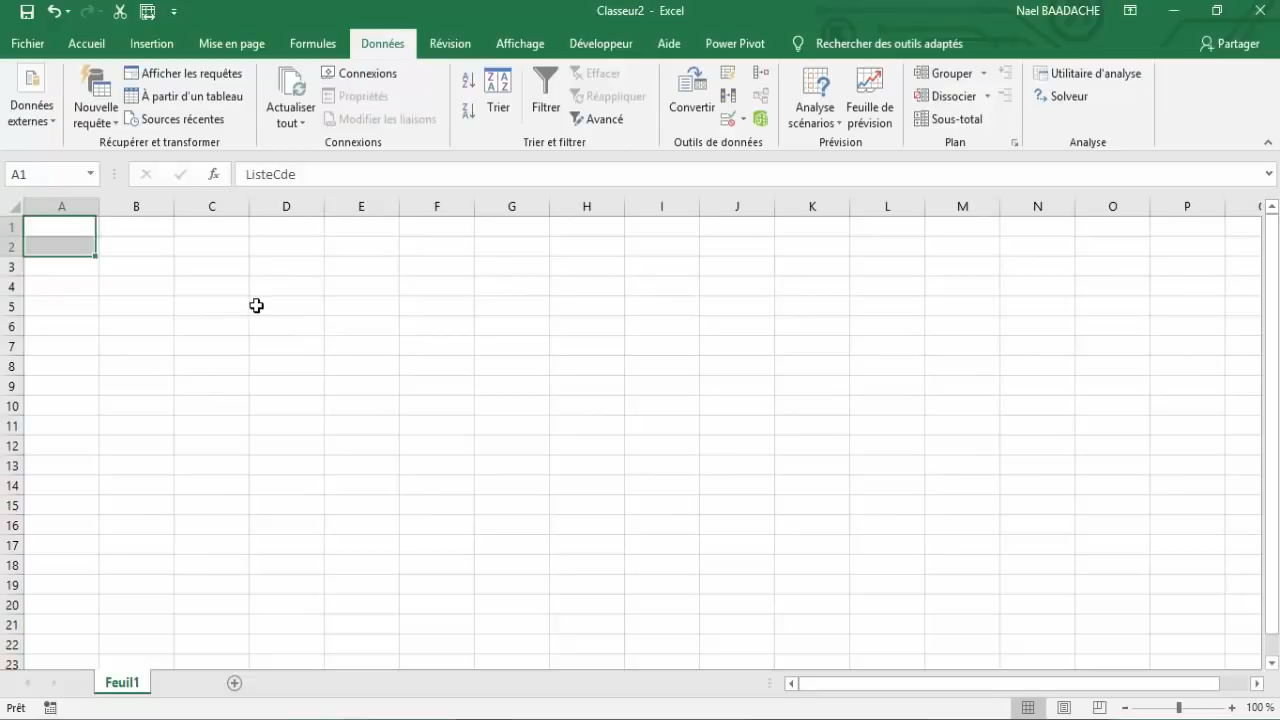 Classeur2 - Excel
Nael BAADACHE
Fichier Accueil Insertion Mise en page Formules Données Révision Affichage Développeur Aide Power Pivot Rechercher des outils adaptés Partager
Données externes
Nouvelle requête
Afficher les requêtes
À partir d'un tableau
Sources récentes
Récupérer et transformer
Actualiser tout
Connexions
Propriétés
Modifier les liaisons
Connexions
Trier
Filtrer
Effacer
Réappliquer
Avancé
Trier et filtrer
Convertir
Outils de données
Analyse scénarios
Feuille de prévision
Prévision
Grouper
Dissocier
Sous-total
Plan
Utilitaire d'analyse
Solveur
Analyse
A1 fx ListeCde
A B C D E F G H I J K L M N O P
1
2
3
4
5
6
7
8
9
10
11
12
13
14
15
16
17
18
19
20
21
22
23
Feuil1
Prêt
100 %